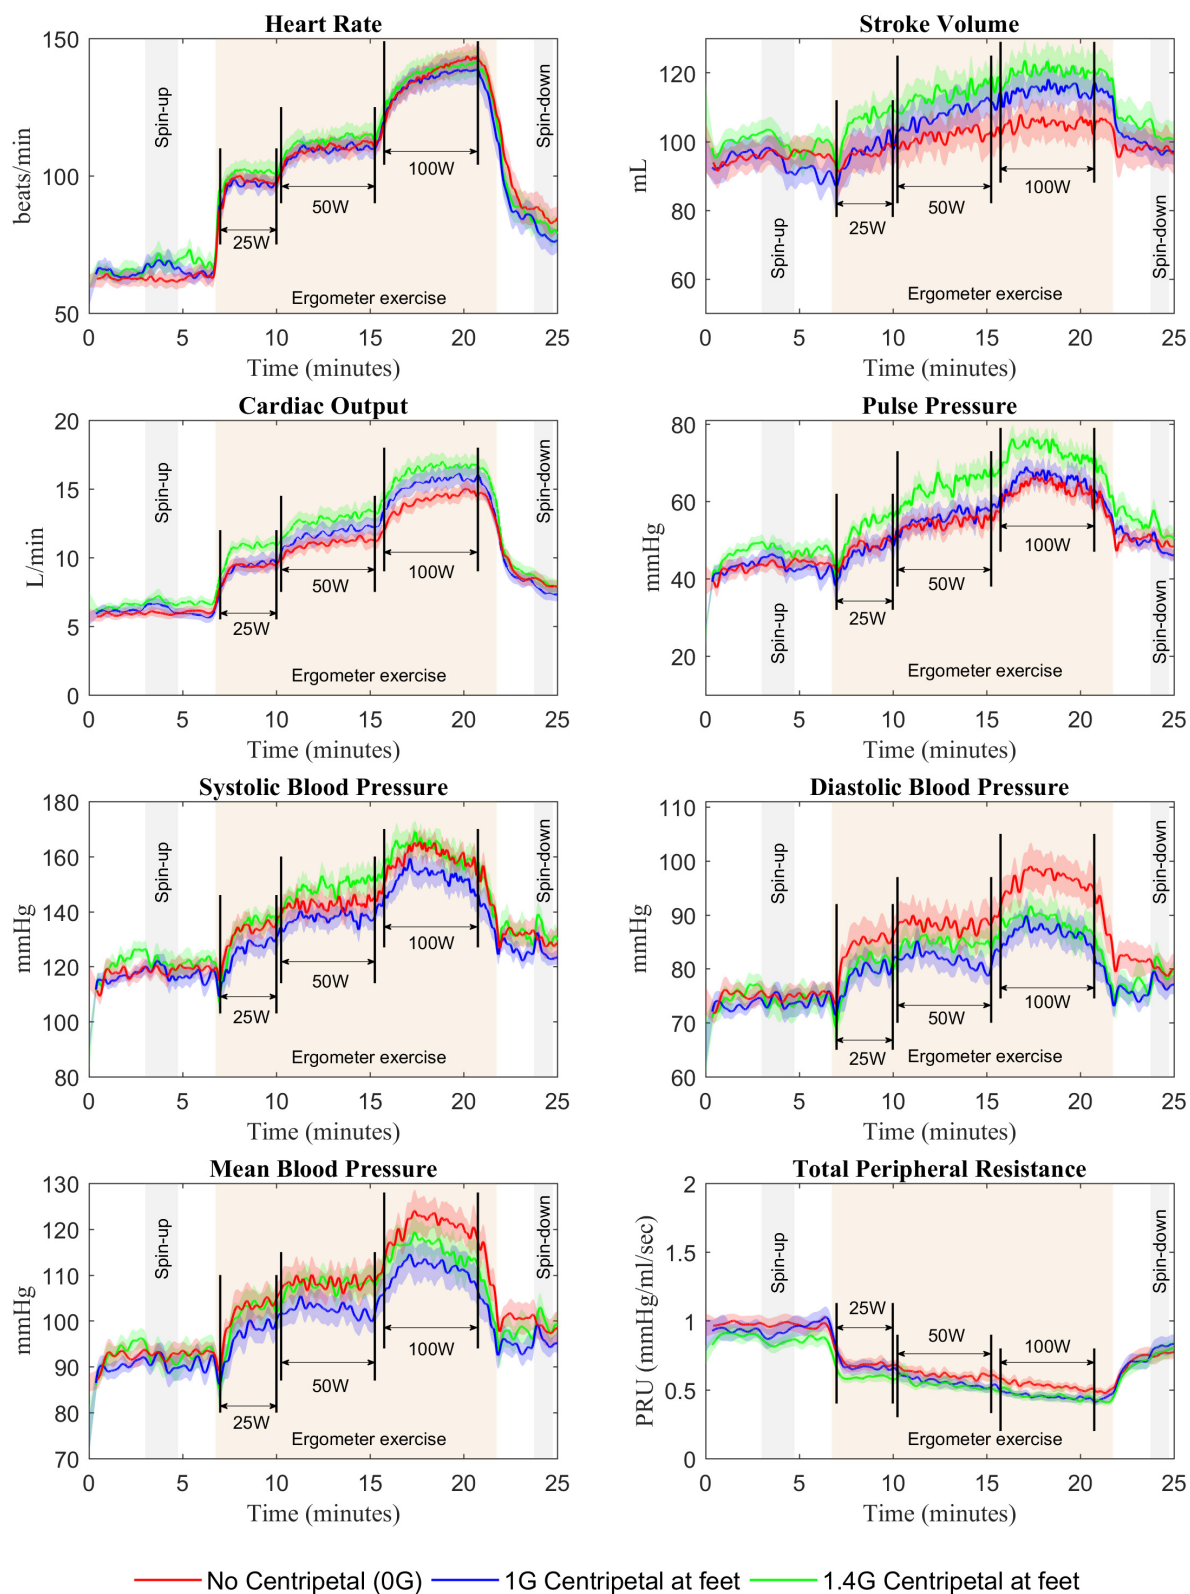 Heart Rate
150
100
50
beats/min
Spin-up
Spin-down
25W
50W
100W
Ergometer exercise
0 5 10 15 20 25
Time (minutes)
Stroke Volume
120
100
80
60
mL
Spin-up
Spin-down
25W
50W
100W
Ergometer exercise
0 5 10 15 20 25
Time (minutes)
Cardiac Output
20
15
10
5
0
L/min
Spin-up
Spin-down
25W
50W
100W
Ergometer exercise
0 5 10 15 20 25
Time (minutes)
Pulse Pressure
80
60
40
20
mmHg
Spin-up
Spin-down
25W
50W
100W
Ergometer exercise
0 5 10 15 20 25
Time (minutes)
Systolic Blood Pressure
180
160
140
120
100
80
mmHg
Spin-up
Spin-down
25W
50W
100W
Ergometer exercise
0 5 10 15 20 25
Time (minutes)
Diastolic Blood Pressure
110
100
90
80
70
60
mmHg
Spin-up
Spin-down
25W
50W
100W
Ergometer exercise
0 5 10 15 20 25
Time (minutes)
Mean Blood Pressure
130
120
110
100
90
80
70
mmHg
Spin-up
Spin-down
25W
50W
100W
Ergometer exercise
0 5 10 15 20 25
Time (minutes)
Total Peripheral Resistance
2
1.5
1
0.5
0
PRU (mmHg/ml/sec)
Spin-up
Spin-down
25W
50W
100W
Ergometer exercise
0 5 10 15 20 25
Time (minutes)
No Centripetal (0G) 1G Centripetal at feet 1.4G Centripetal at feet